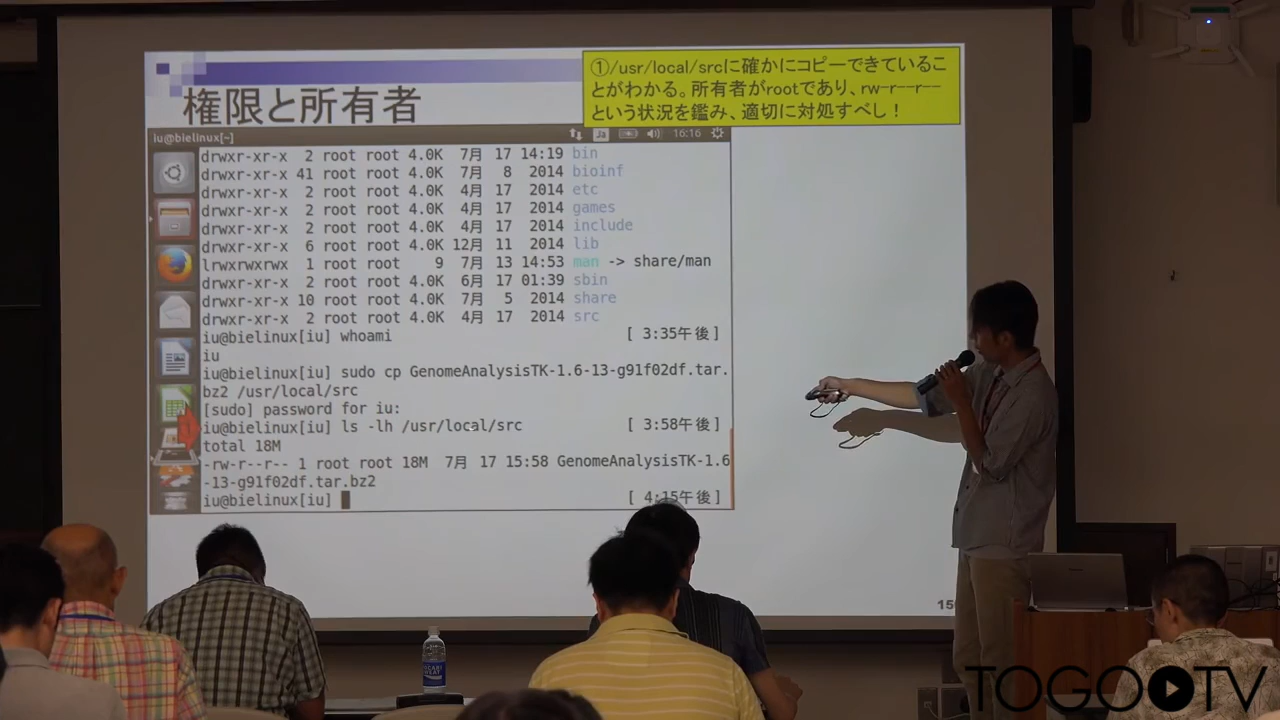 権限と所有者
①/usr/local/srcに確かにコピーできているこ
とがわかる。所有者がrootであり、rw-r--r--
という状況を鑑み、適切に対処すべし！
iu@bielinux[~]
Ja
16:16
drwxr-xr-x 2 root root 4.0K 7月 17 14:19 bin
drwxr-xr-x 41 root root 4.0K 7月 8 2014 bioinf
drwxr-xr-x 2 root root 4.0K 4月 17 2014 etc
drwxr-xr-x 2 root root 4.0K 4月 17 2014 games
drwxr-xr-x 2 root root 4.0K 4月 17 2014 include
drwxr-xr-x 6 root root 4.0K 12月 11 2014 lib
lrwxrwxrwx 1 root root 9 7月 13 14:53 man -> share/man
drwxr-xr-x 2 root root 4.0K 6月 17 01:39 sbin
drwxr-xr-x 10 root root 4.0K 7月 5 2014 share
drwxr-xr-x 2 root root 4.0K 4月 17 2014 src
iu@bielinux[iu] whoami [ 3:35午後]
iu
iu@bielinux[iu] sudo cp GenomeAnalysisTK-1.6-13-g91f02df.tar.
bz2 /usr/local/src
[sudo] password for iu:
iu@bielinux[iu] ls -lh /usr/local/src [ 3:58午後]
total 18M
-rw-r--r-- 1 root root 18M 7月 17 15:58 GenomeAnalysisTK-1.6
-13-g91f02df.tar.bz2
iu@bielinux[iu] [ 4:15午後]
TOGOTV